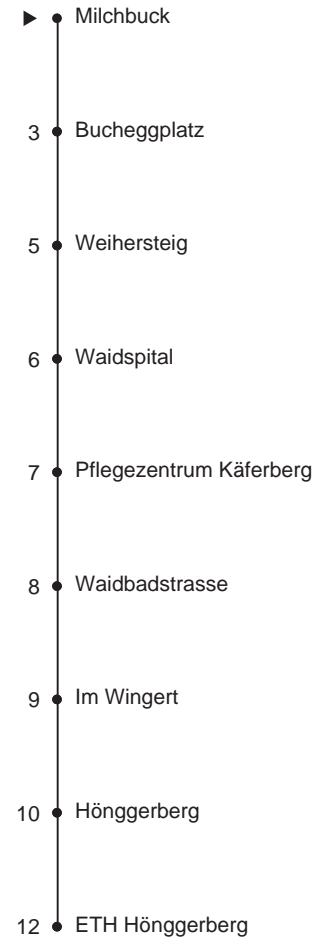 Milchbuck
3 Bucheggplatz
5 Weihersteig
6 Waidspital
7 Pflegezentrum Käferberg
8 Waidbadstrasse
9 Im Wingert
10 Hönggerberg
12 ETH Hönggerberg